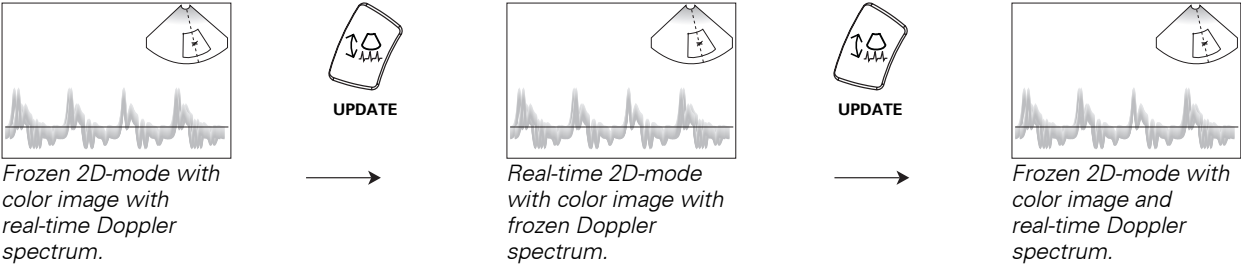 UPDATE
UPDATE
Frozen 2D-mode with
color image with
real-time Doppler
spectrum.
Real-time 2D-mode
with color image with
frozen Doppler
spectrum.
Frozen 2D-mode with
color image and
real-time Doppler
spectrum.